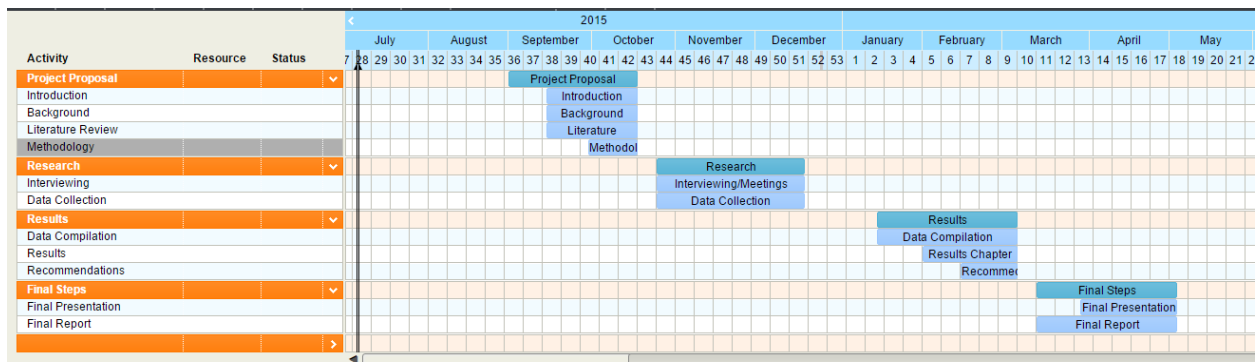 2015
July August September October November December January February March April May
Activity Resource Status 7 28 29 30 31 32 33 34 35 36 37 38 39 40 41 42 43 44 45 46 47 48 49 50 51 52 53 1 2 3 4 5 6 7 8 9 10 11 12 13 14 15 16 17 18 19 20 21 2
Project Proposal Project Proposal
Introduction Introduction
Background Background
Literature Review Literature
Methodology Methodol
Research Research
Interviewing Interviewing/Meetings
Data Collection Data Collection
Results Results
Data Compilation Data Compilation
Results Results Chapter
Recommendations Recommed
Final Steps Final Steps
Final Presentation Final Presentation
Final Report Final Report